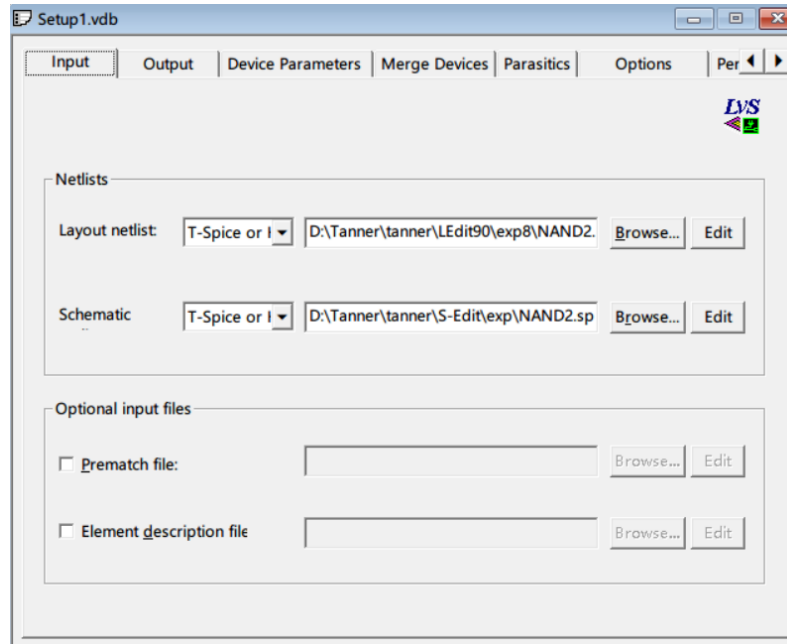 Setup1.vdb
Input Output Device Parameters Merge Devices Parasitics Options Per
LVS
Netlists
Layout netlist: T-Spice or H D:\Tanner\tanner\LEdit90\exp8\NAND2. Browse... Edit
Schematic T-Spice or H D:\Tanner\tanner\S-Edit\exp\NAND2.sp Browse... Edit
Optional input files
Prematch file: Browse... Edit
Element description file Browse... Edit